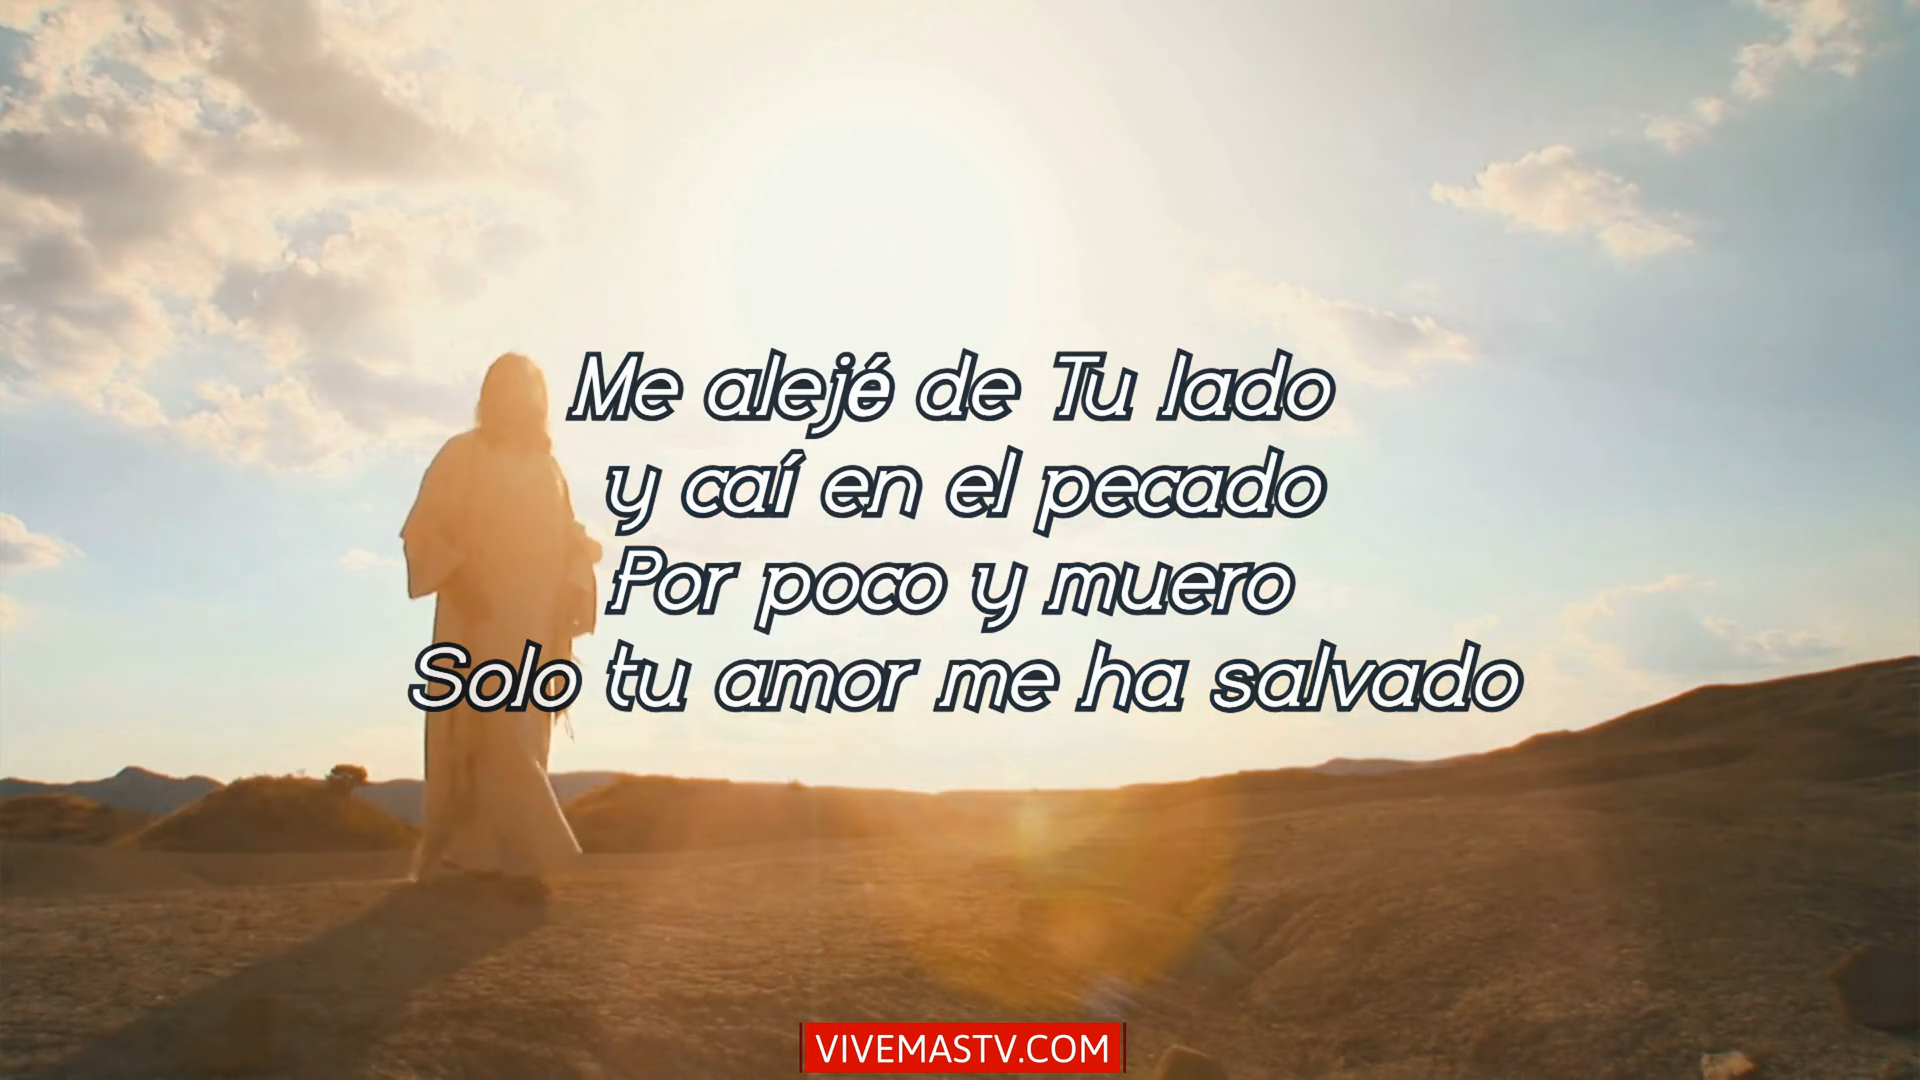 Me alejé de Tu lado
y caí en el pecado
Por poco y muero
Solo tu amor me ha salvado
VIVEMASTV.COM